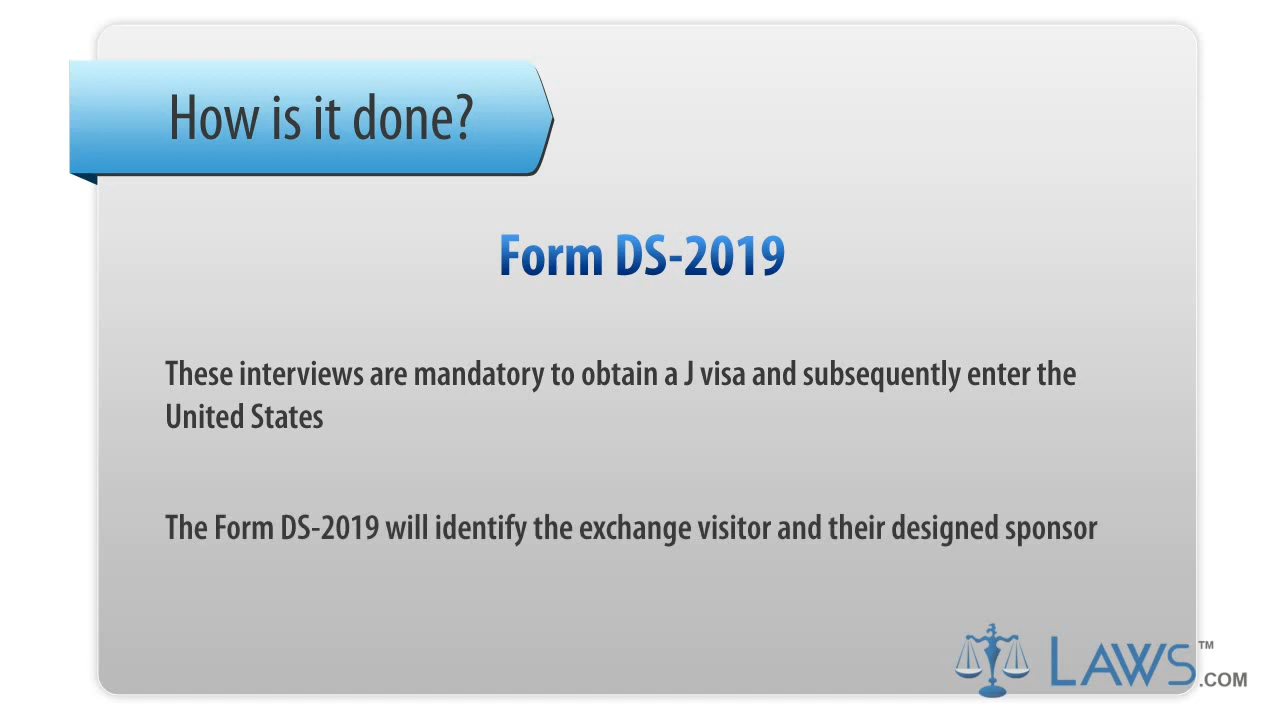 How is it done?
Form DS-2019
These interviews are mandatory to obtain a J visa and subsequently enter the
United States
The Form DS-2019 will identify the exchange visitor and their designed sponsor
LAWS™
.COM